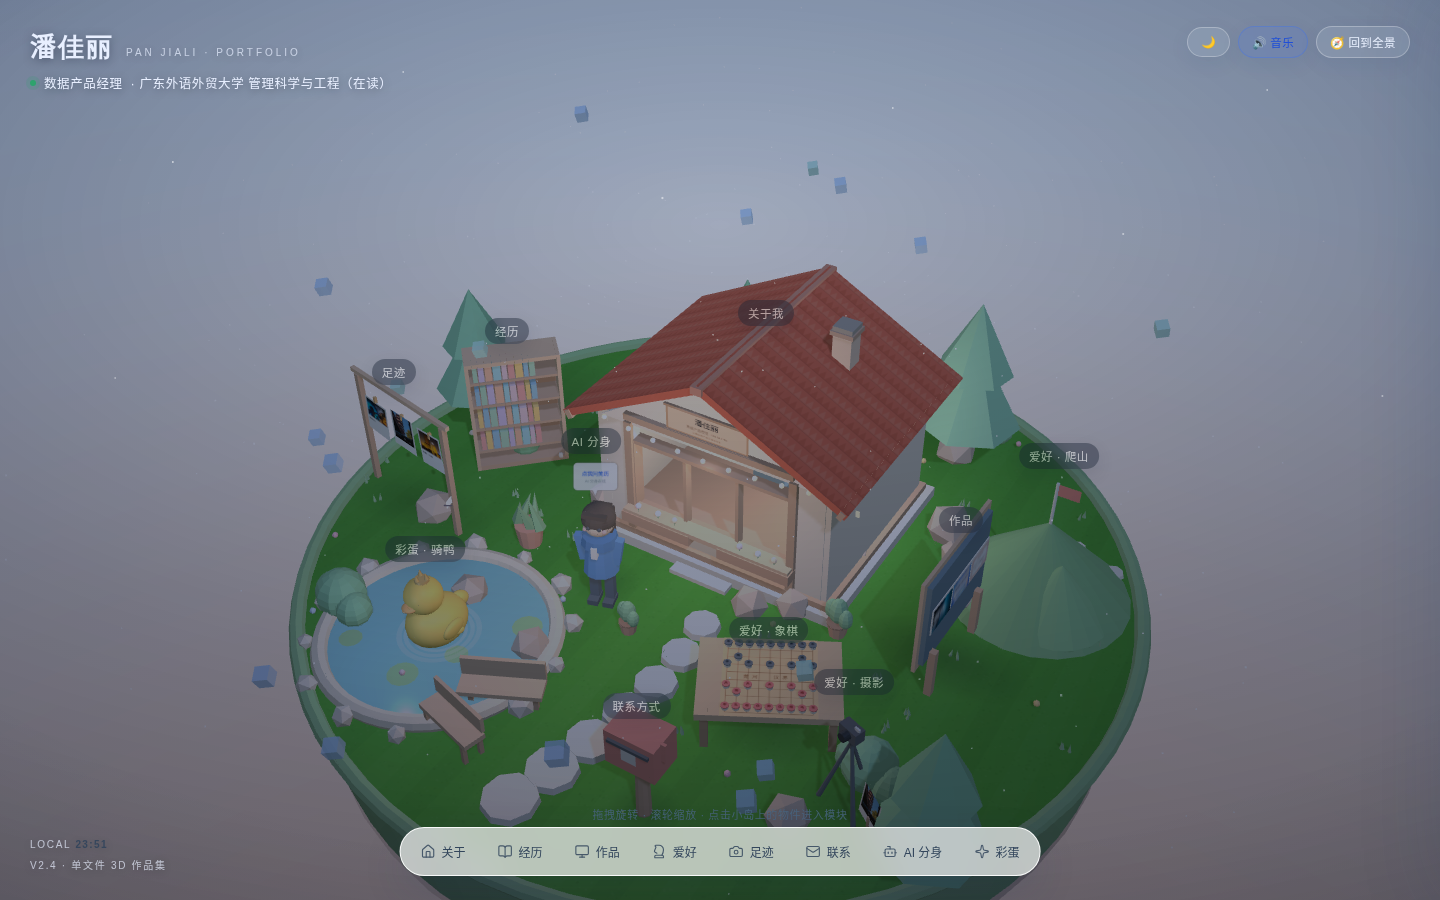 潘佳丽 PAN JIALI · PORTFOLIO
数据产品经理 · 广东外语外贸大学 管理科学与工程（在读）
🌙 🔊 音乐 🧭 回到全景
关于我
经历
足迹
AI 分身
爱好 · 爬山
潘佳丽
作品
彩蛋 · 骑鸭
爱好 · 象棋
爱好 · 摄影
联系方式
拖拽旋转 · 滚轮缩放 · 点击小岛上的物件进入模块
LOCAL 23:51
V2.4 · 单文件 3D 作品集
关于 经历 作品 爱好 足迹 联系 AI 分身 彩蛋